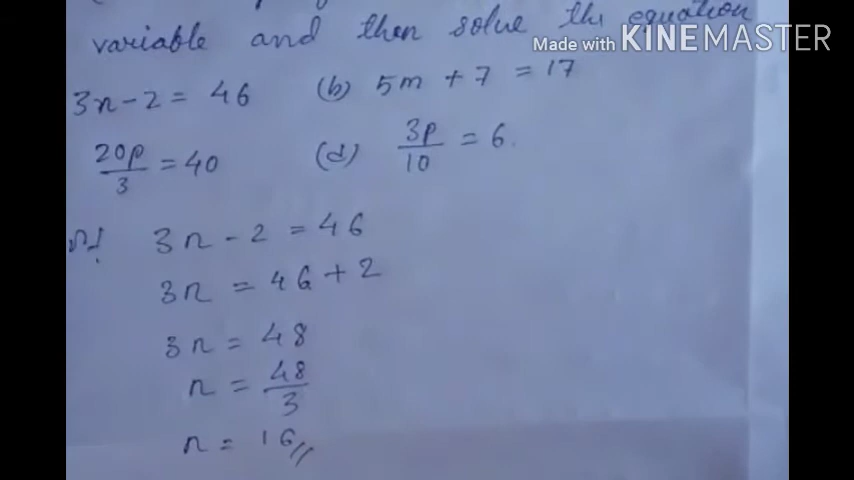 variable and then solve the equation
Made with KINEMASTER
3n - 2 = 46 (b) 5m + 7 = 17
20p/3 = 40 (d) 3p/10 = 6.
3n - 2 = 46
3n = 46 + 2
3n = 48
n = 48/3
n = 16//